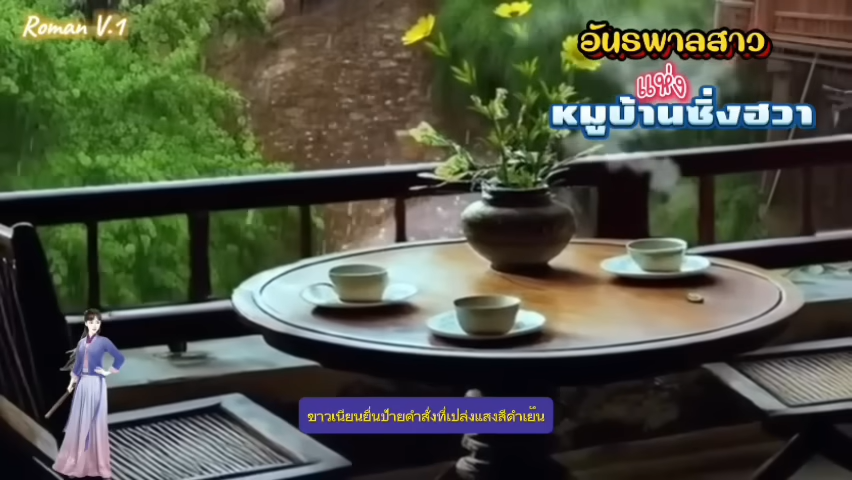 Roman V.1
อันธพาลสาว
แห่ง
หมูบ้านซิ่งฮวา
ขาวเนียนยื่นป้ายคำสั่งที่เปล่งแสงสีดำเย็น